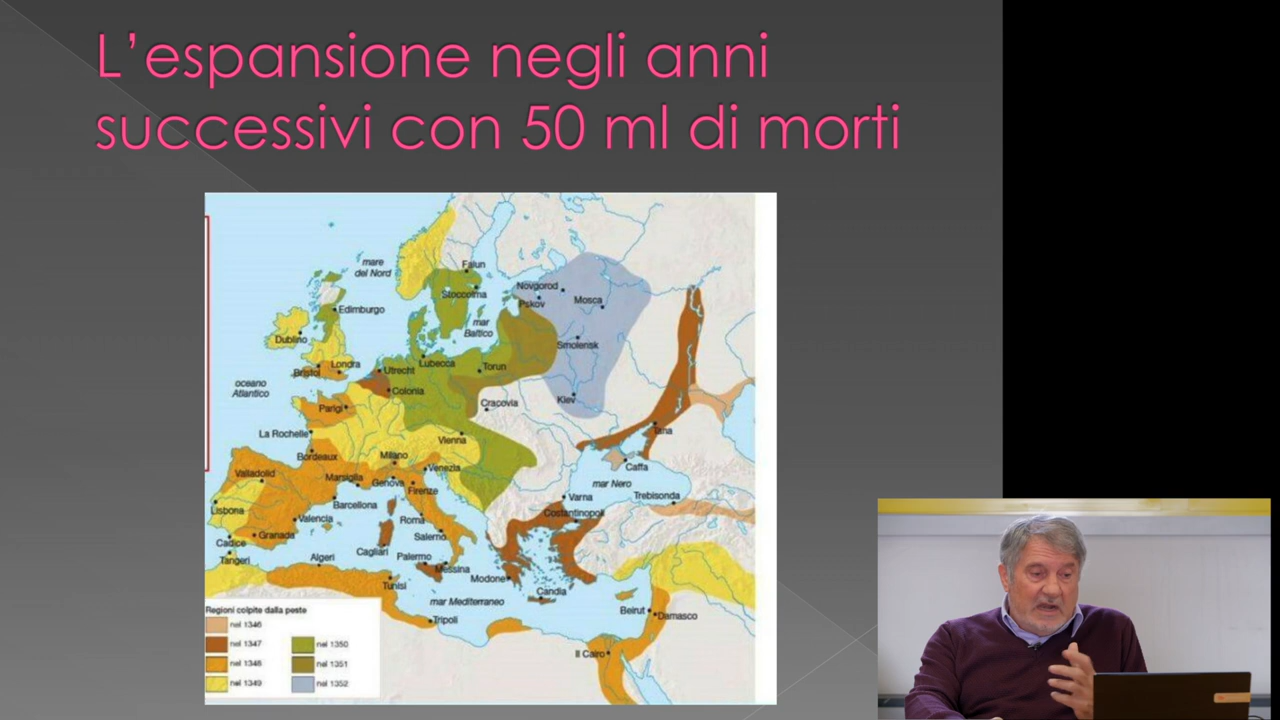 L'espansione negli anni
successivi con 50 ml di morti
mare
del Nord
Falun
Stoccolma
Novgorod
Pskov
Mosca
Edimburgo
mar
Baltico
Dublino
Smolensk
Bristol
Londra
Utrecht
Lubecca
Torun
oceano
Atlantico
Colonia
Parigi
Cracovia
Kiev
La Rochelle
Vienna
Tana
Bordeaux
Milano
Venezia
Caffa
Valladolid
Marsiglia
Genova
Firenze
mar Nero
Varna
Trebisonda
Barcellona
Lisbona
Valencia
Roma
Costantinopoli
Granada
Salerno
Cadice
Tangeri
Algeri
Cagliari
Palermo
Messina
Modone
Candia
Tunisi
mar Mediterraneo
Beirut
Damasco
Tripoli
Il Cairo
Regioni colpite dalla peste
nel 1346
nel 1347
nel 1348
nel 1349
nel 1350
nel 1351
nel 1352